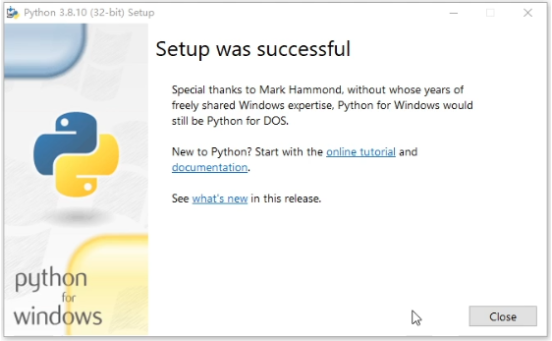 Python 3.8.10 (32-bit) Setup
Setup was successful
Special thanks to Mark Hammond, without whose years of
freely shared Windows expertise, Python for Windows would
still be Python for DOS.
New to Python? Start with the online tutorial and
documentation.
See what's new in this release.
python
for
windows
Close